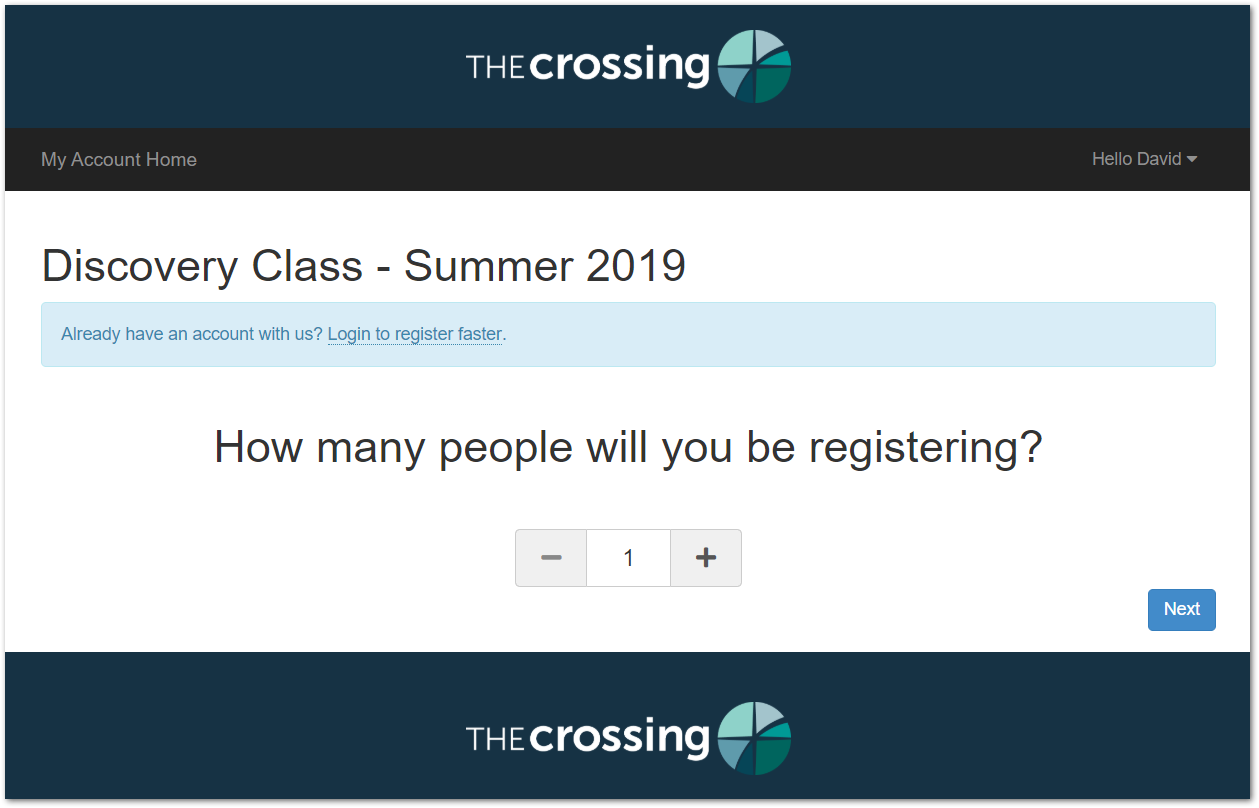 THE crossing
My Account Home
Hello David
Discovery Class - Summer 2019
Already have an account with us? Login to register faster.
How many people will you be registering?
1
Next
THE crossing